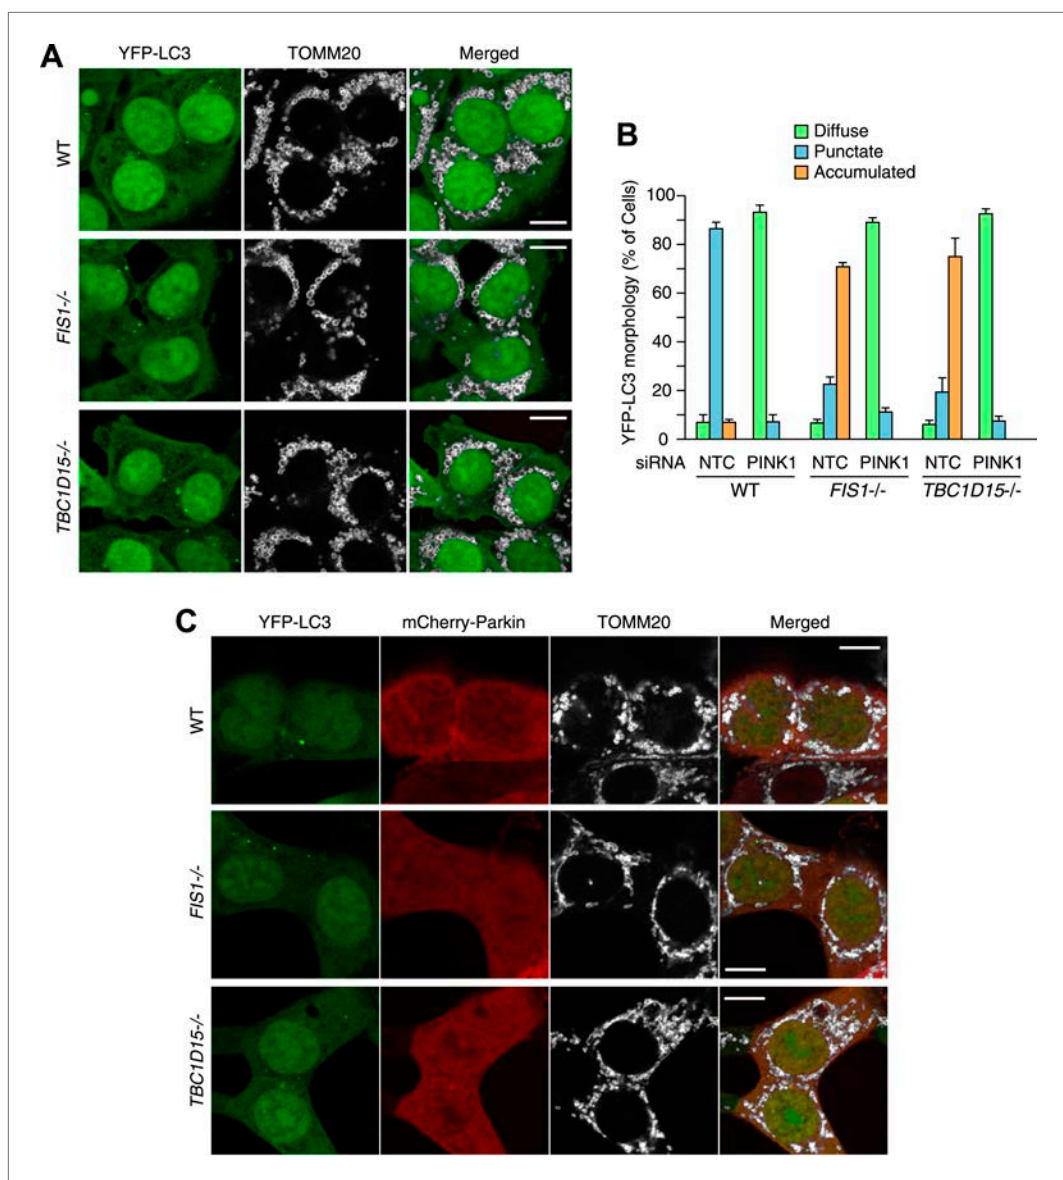 A
YFP-LC3 TOMM20 Merged
WT
FIS1-/-
TBC1D15-/-
B
Diffuse
Punctate
Accumulated
YFP-LC3 morphology (% of Cells)
100
80
60
40
20
0
siRNA NTC PINK1 NTC PINK1 NTC PINK1
WT FIS1-/- TBC1D15-/-
C
YFP-LC3 mCherry-Parkin TOMM20 Merged
WT
FIS1-/-
TBC1D15-/-